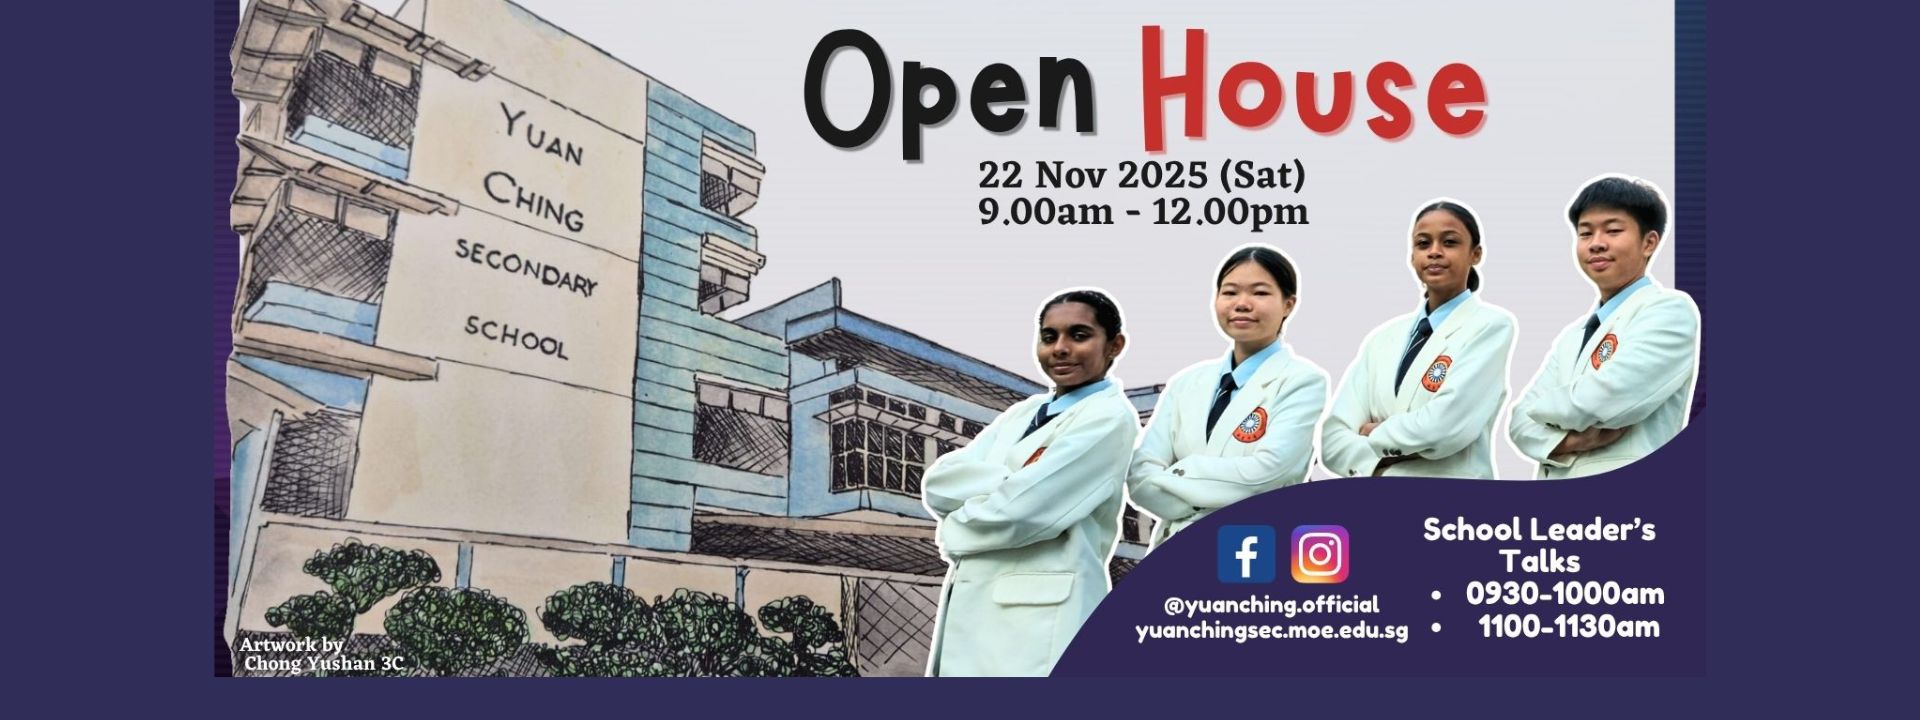 Open House
22 Nov 2025 (Sat)
9.00am - 12.00pm
YUAN
CHING
SECONDARY
SCHOOL
@yuanching.official
yuanchingsec.moe.edu.sg
School Leader's
Talks
• 0930-1000am
• 1100-1130am
Artwork by
Chong Yushan 3C